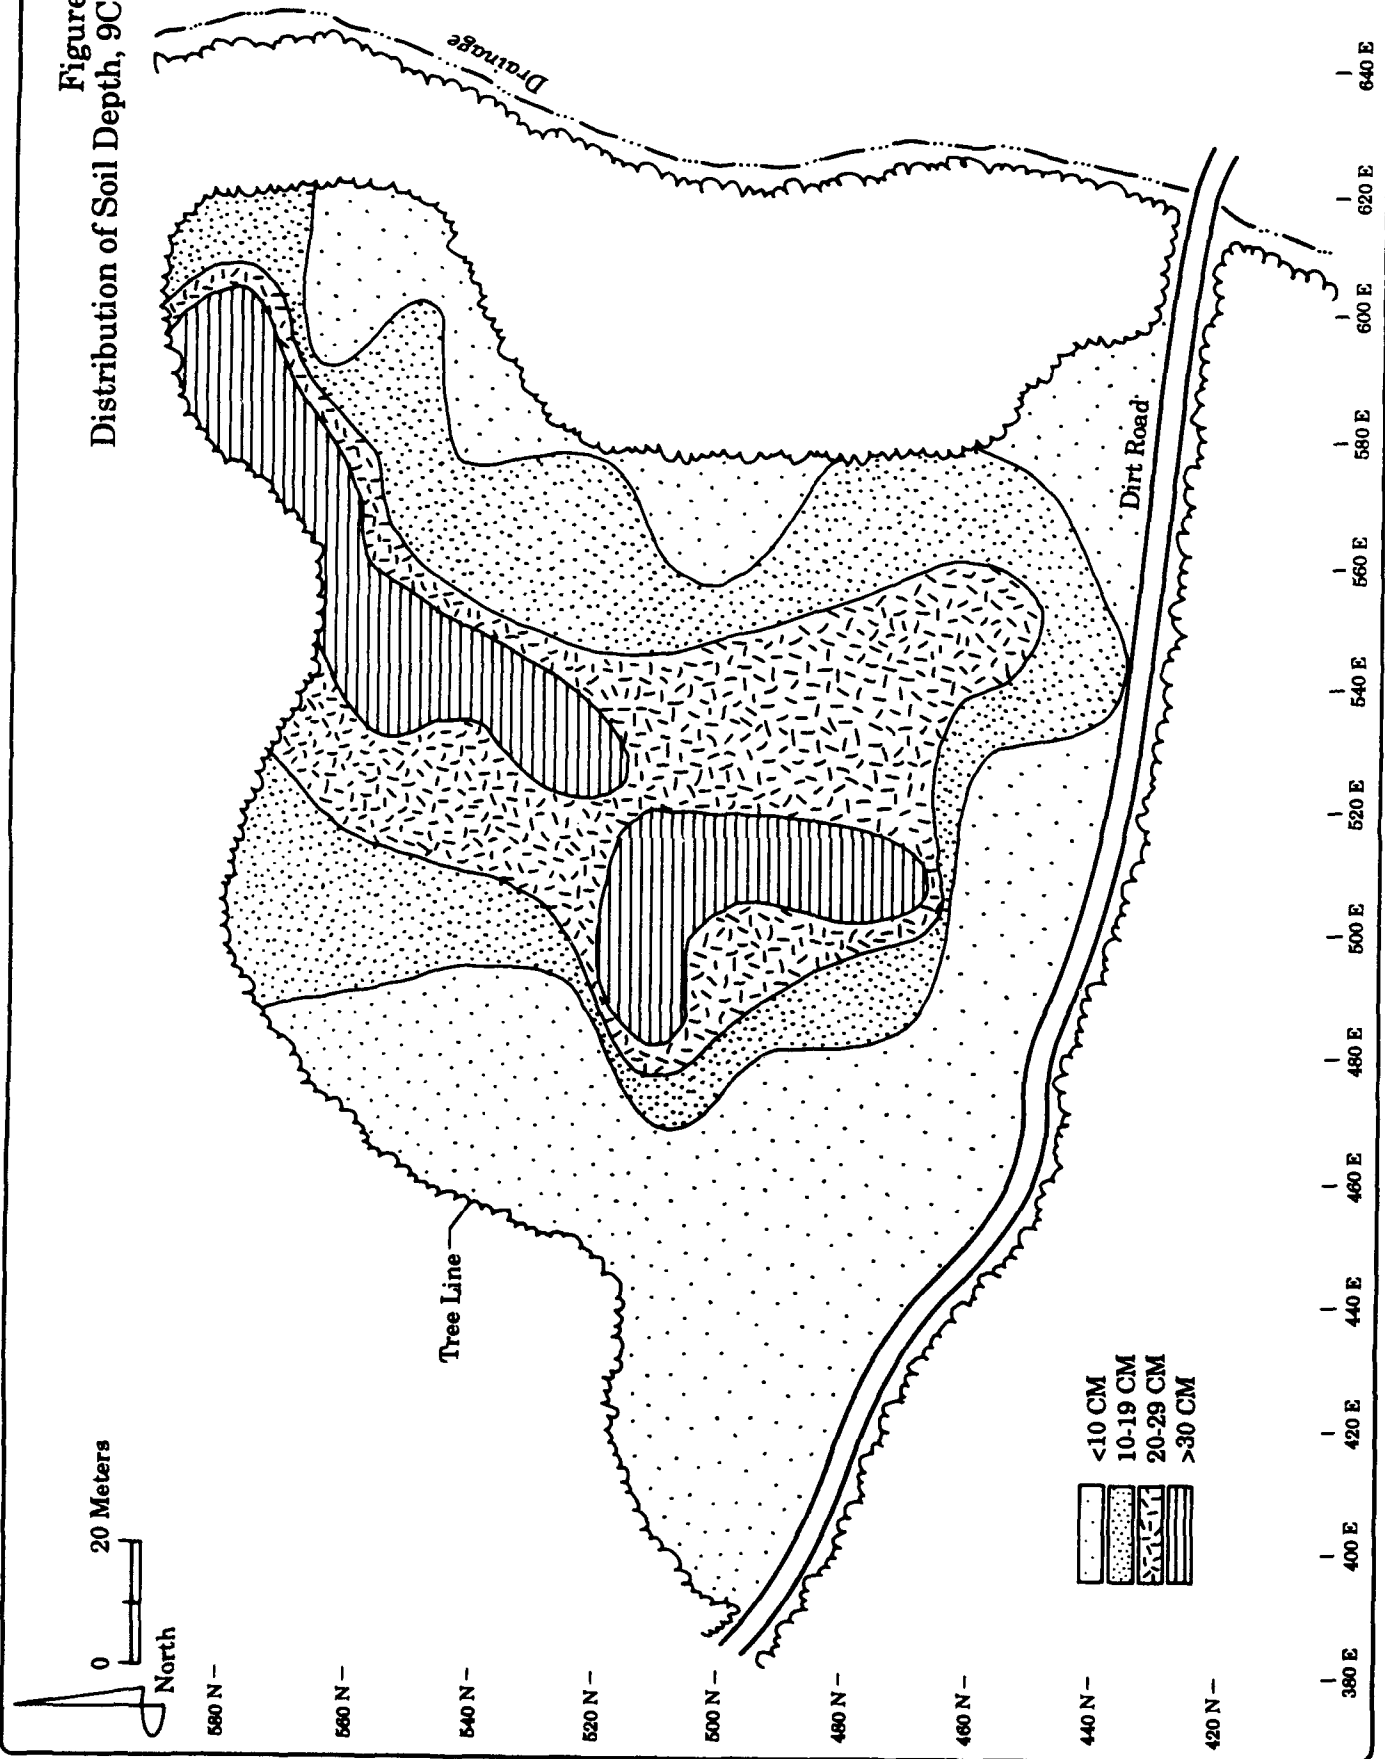 Figure
Distribution of Soil Depth, 9C
0 20 Meters
North
580 N
560 N
540 N
520 N
500 N
480 N
460 N
440 N
420 N
Tree Line
Drainage
Dirt Road
<10 CM
10-19 CM
20-29 CM
>30 CM
380 E
400 E
420 E
440 E
460 E
480 E
500 E
520 E
540 E
560 E
580 E
600 E
620 E
640 E